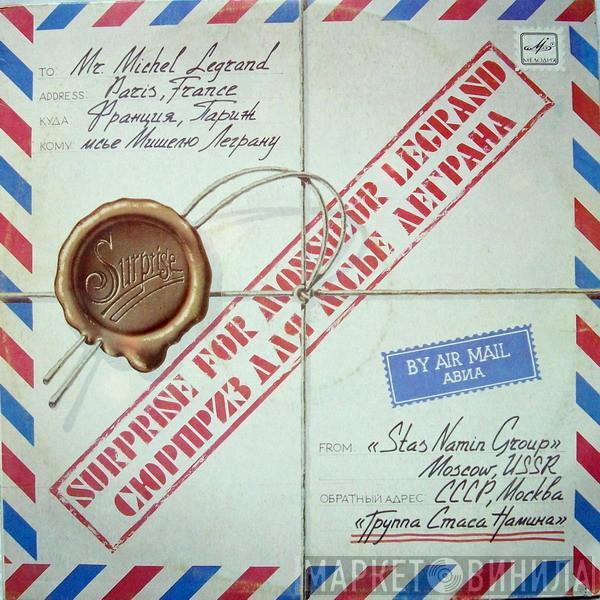 TO: Mr. Michel Legrand
ADDRESS: Paris, France
КУДА: Франция, Париж
КОМУ: мсье Мишелю Леграну
МЕЛОДИЯ
Surprise
SURPRISE FOR MONSIEUR LEGRAND
СЮРПРИЗ ДЛЯ МСЬЕ ЛЕГРАНА
BY AIR MAIL
АВИА
FROM: «Stas Namin Group»
Moscow, USSR
ОБРАТНЫЙ АДРЕС: СССР, Москва
«Группа Стаса Намина»
МАРКЕТ ВИНИЛА